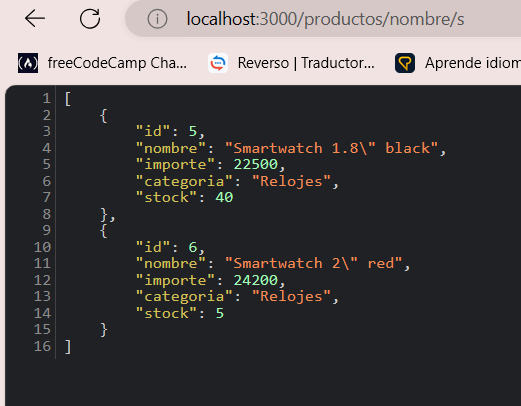 localhost:3000/productos/nombre/s
freeCodeCamp Cha... Reverso | Traductor... Aprende idiom
1 [
2 {
3 "id": 5,
4 "nombre": "Smartwatch 1.8\" black",
5 "importe": 22500,
6 "categoria": "Relojes",
7 "stock": 40
8 },
9 {
10 "id": 6,
11 "nombre": "Smartwatch 2\" red",
12 "importe": 24200,
13 "categoria": "Relojes",
14 "stock": 5
15 }
16 ]